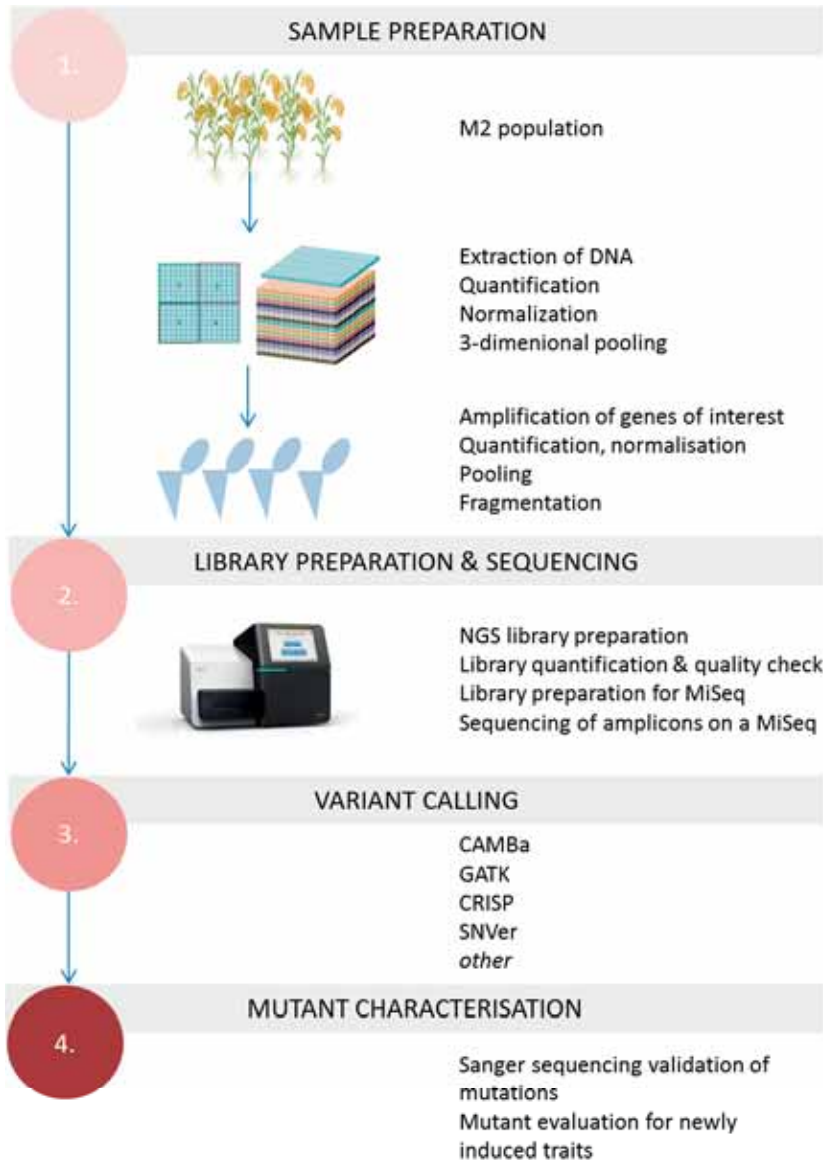 SAMPLE PREPARATION
1.
M2 population
Extraction of DNA
Quantification
Normalization
3-dimenional pooling
Amplification of genes of interest
Quantification, normalisation
Pooling
Fragmentation
LIBRARY PREPARATION & SEQUENCING
2.
NGS library preparation
Library quantification & quality check
Library preparation for MiSeq
Sequencing of amplicons on a MiSeq
VARIANT CALLING
3.
CAMBa
GATK
CRISP
SNVer
other
MUTANT CHARACTERISATION
4.
Sanger sequencing validation of
mutations
Mutant evaluation for newly
induced traits